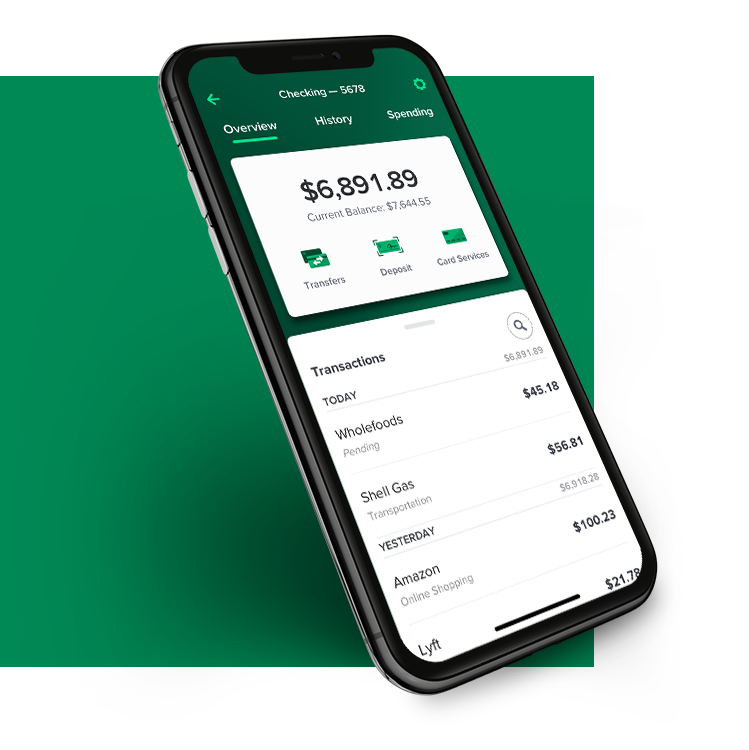 Checking — 5678
Overview History Spending
$6,891.89
Current Balance: $7,644.55
Transfers Deposit Card Services
Transactions
$6,891.89
TODAY
Wholefoods $45.18
Pending
Shell Gas $56.81
Transportation
$6,918.28
YESTERDAY
Amazon $100.23
Online Shopping
Lyft $21.78